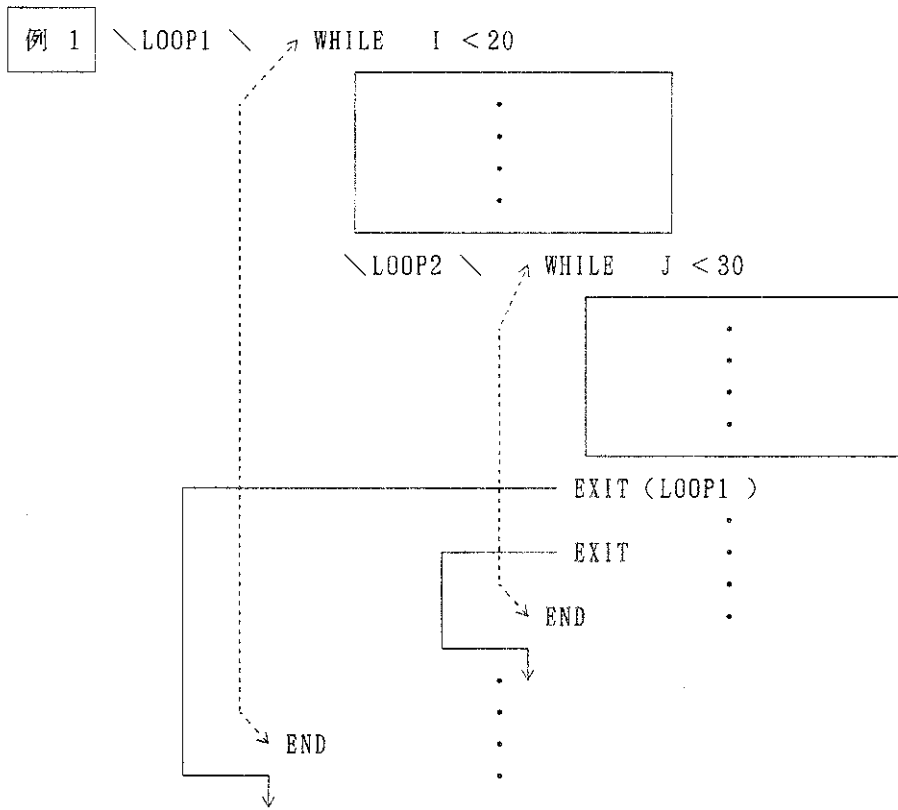 例 1 \LOOP1 \ WHILE I <20
\LOOP2 \ WHILE J <30
EXIT (LOOP1 )
EXIT
END
END